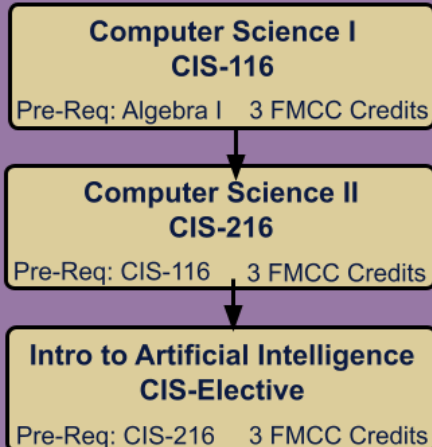 Computer Science I
CIS-116
Pre-Req: Algebra I 3 FMCC Credits
Computer Science II
CIS-216
Pre-Req: CIS-116 3 FMCC Credits
Intro to Artificial Intelligence
CIS-Elective
Pre-Req: CIS-216 3 FMCC Credits